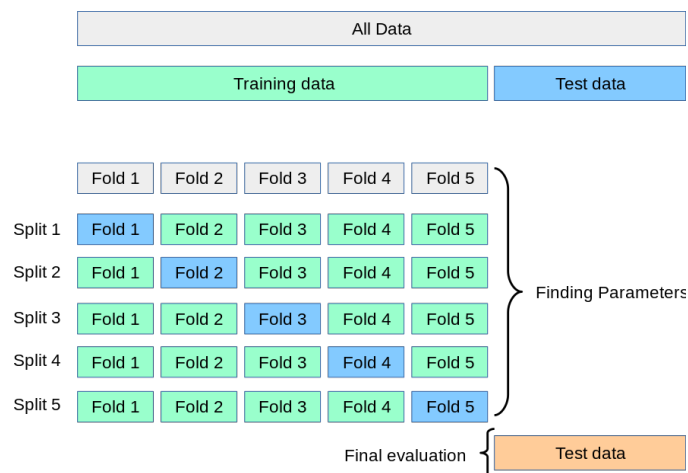 All Data
Training data Test data
Fold 1 Fold 2 Fold 3 Fold 4 Fold 5
Split 1 Fold 1 Fold 2 Fold 3 Fold 4 Fold 5
Split 2 Fold 1 Fold 2 Fold 3 Fold 4 Fold 5
Finding Parameters
Split 3 Fold 1 Fold 2 Fold 3 Fold 4 Fold 5
Split 4 Fold 1 Fold 2 Fold 3 Fold 4 Fold 5
Split 5 Fold 1 Fold 2 Fold 3 Fold 4 Fold 5
Final evaluation Test data